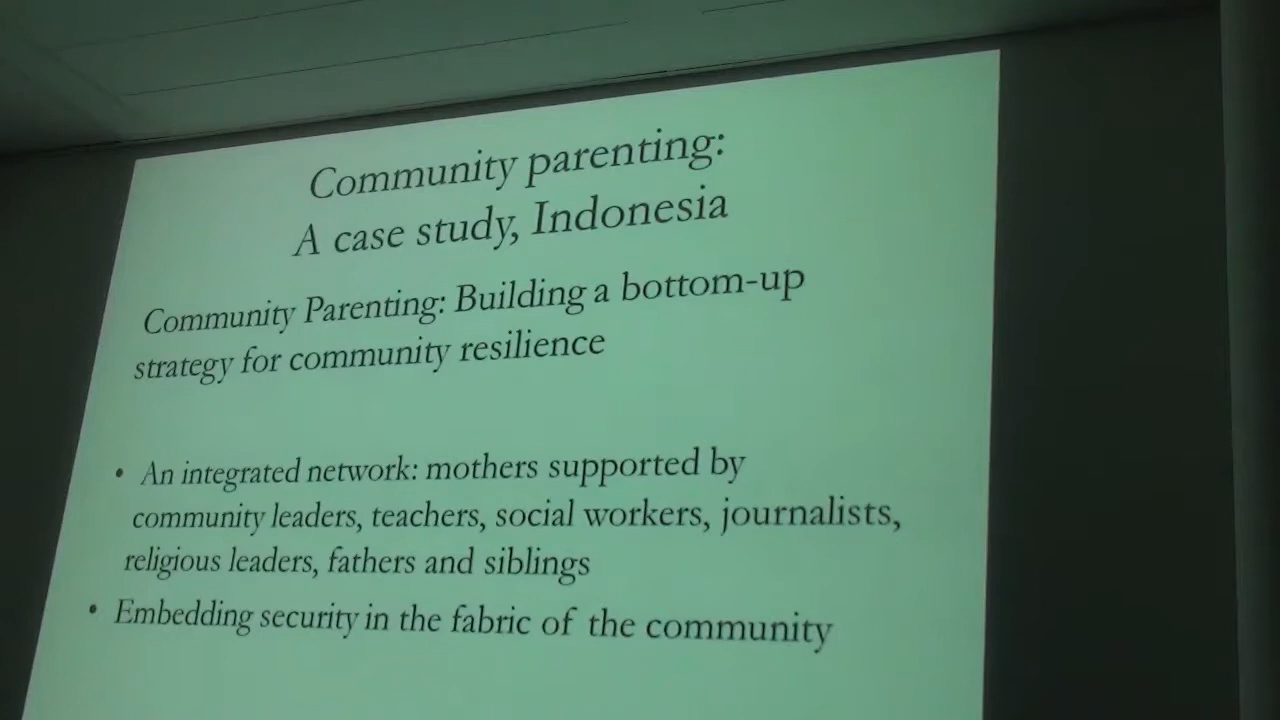 Community parenting:
A case study, Indonesia
Community Parenting: Building a bottom-up
strategy for community resilience
• An integrated network: mothers supported by
community leaders, teachers, social workers, journalists,
religious leaders, fathers and siblings
• Embedding security in the fabric of the community